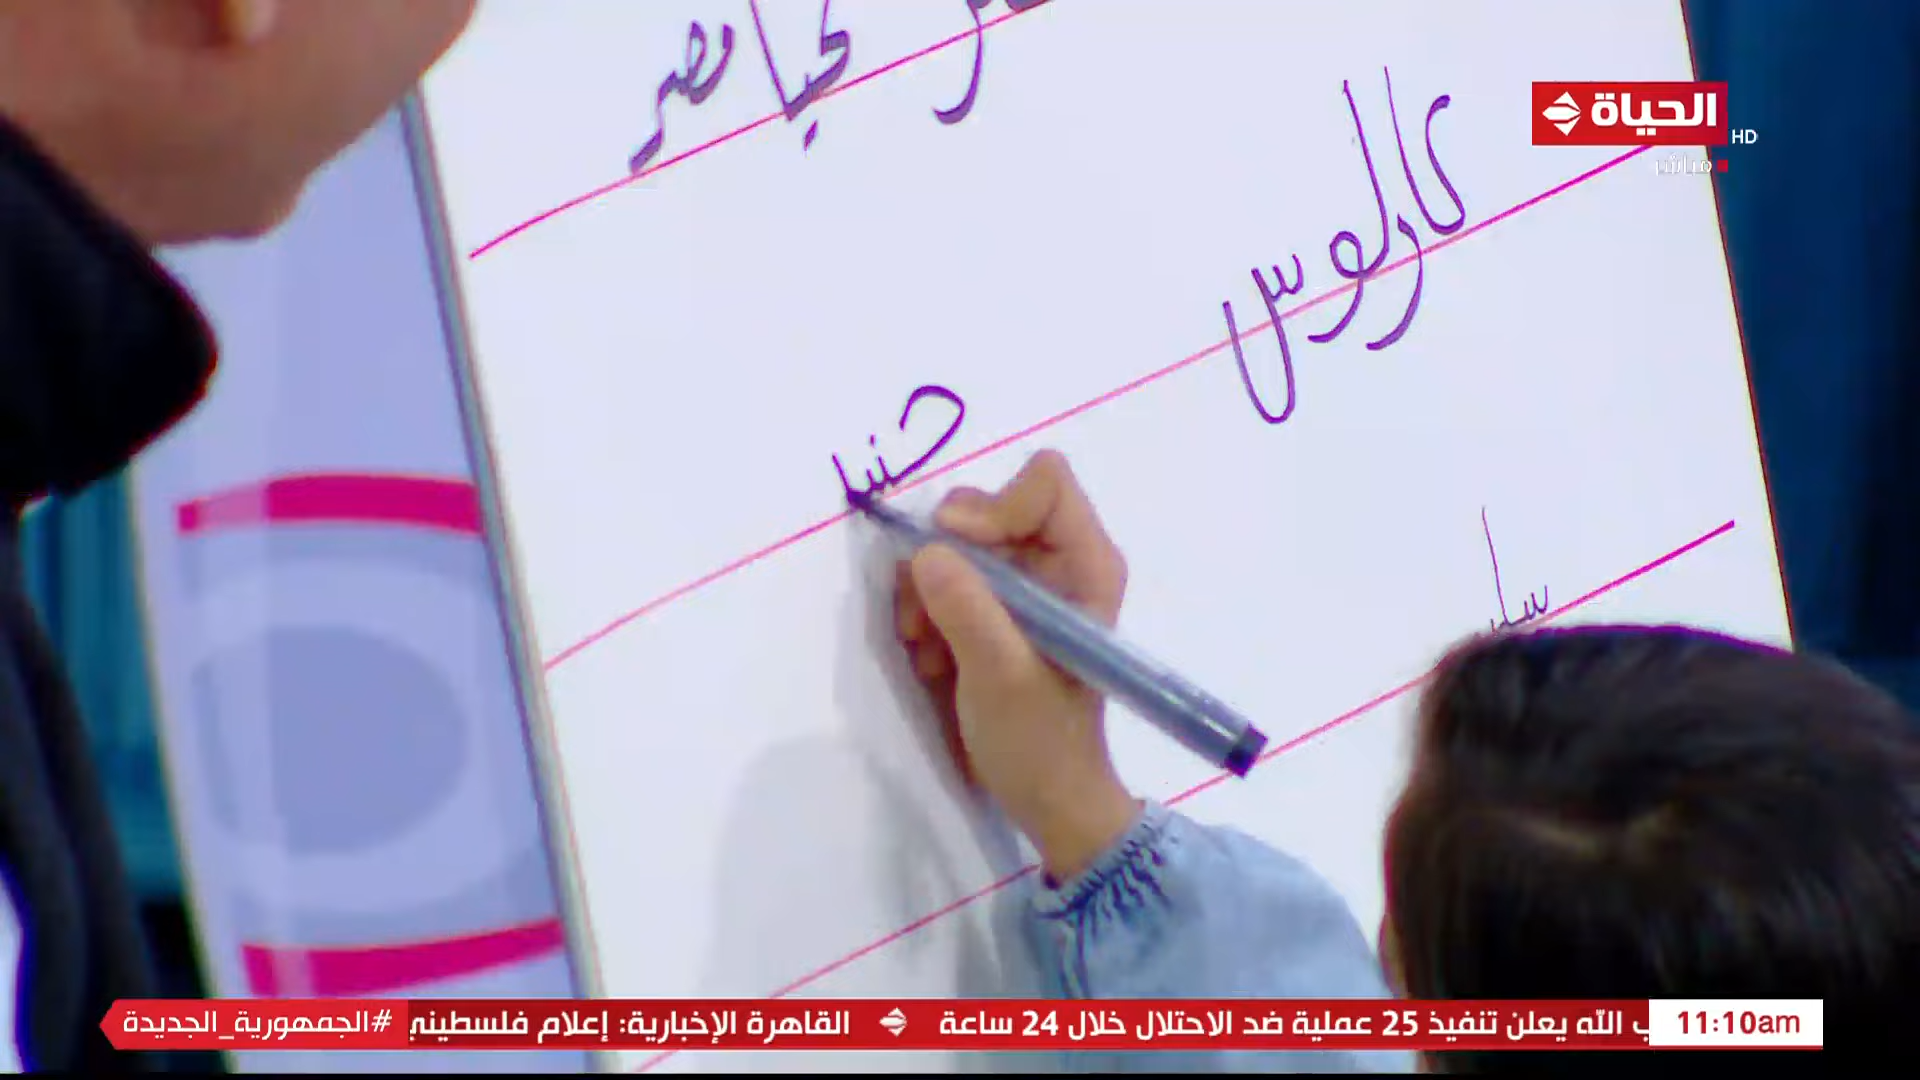 تحيا مصر
الحياة
HD
مباشر
كارلوس
#الجمهورية_الجديدة
القاهرة الإخبارية: إعلام فلسطيني
ب الله يعلن تنفيذ 25 عملية ضد الاحتلال خلال 24 ساعة
11:10am